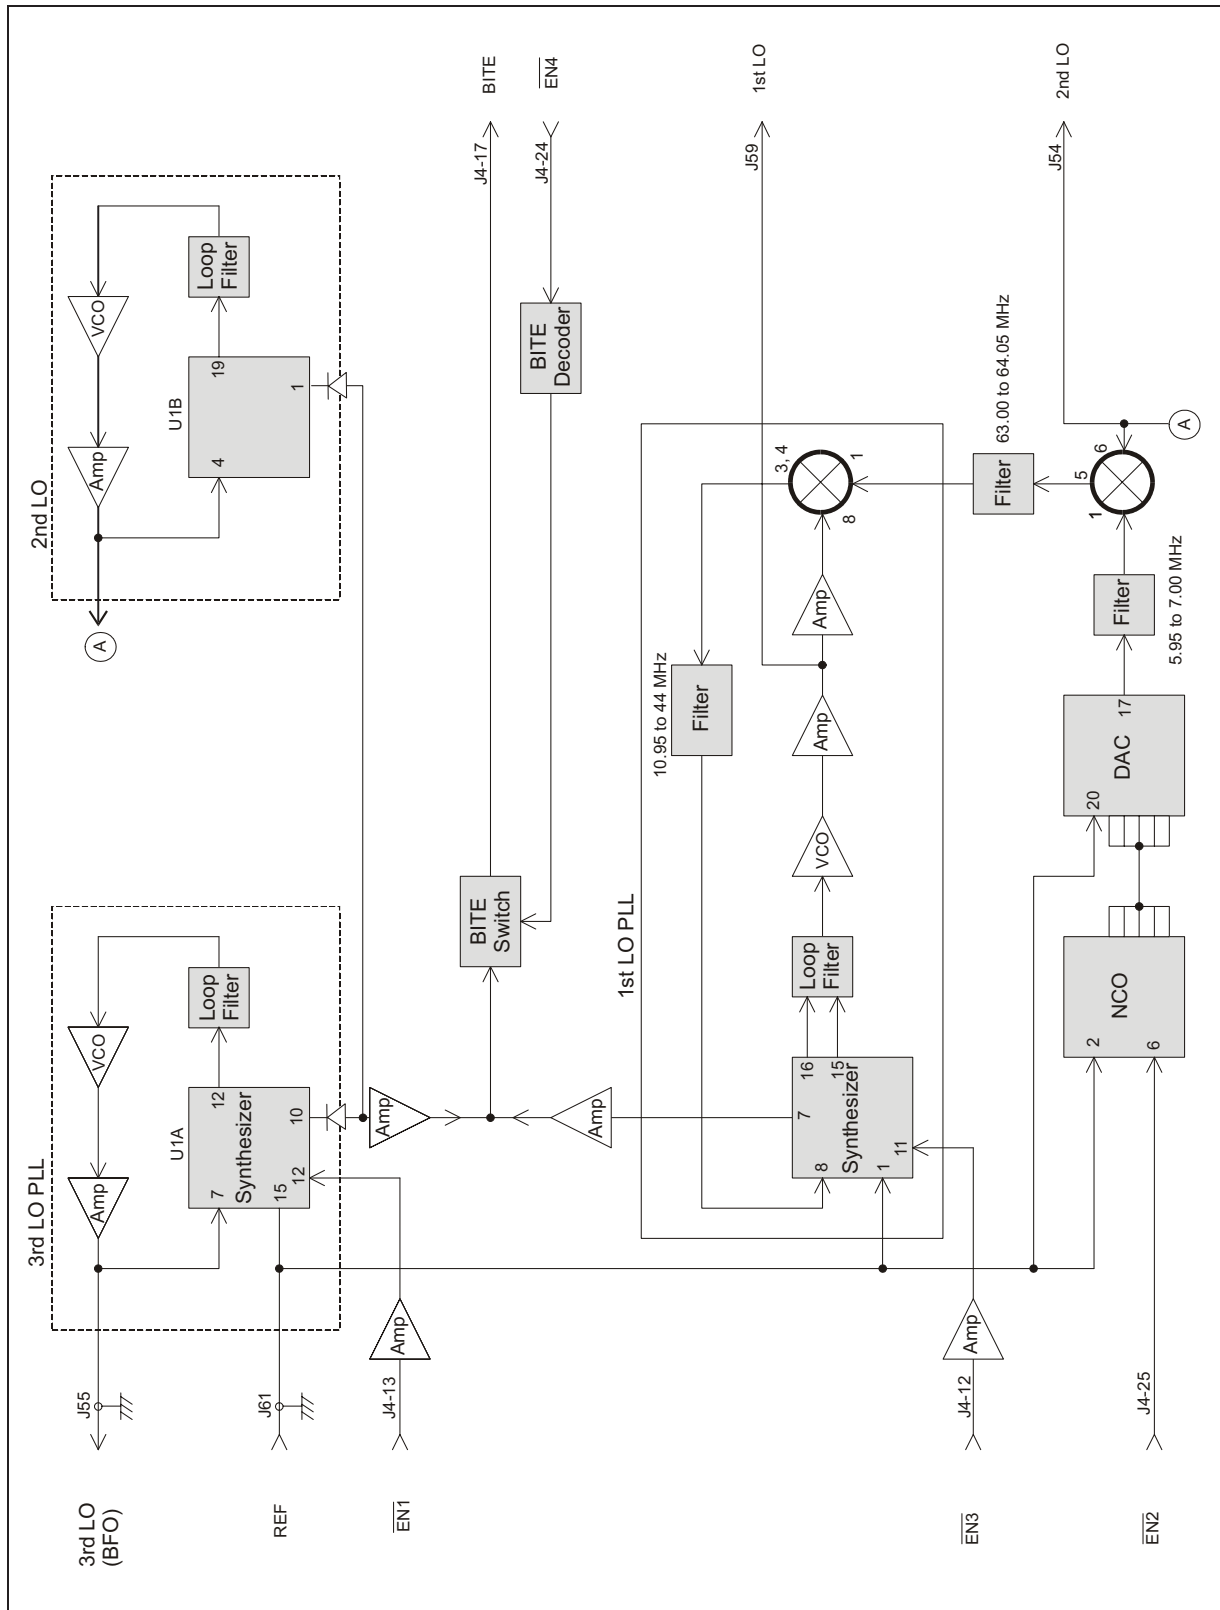 3rd LO
(BFO)
J55
3rd LO PLL
Amp
VCO
U1A
7
Synthesizer
15
12
12
10
Loop
Filter
REF
J61
EN1
J4-13
Amp
Amp
2nd LO
A
Amp
VCO
U1B
4
19
1
Loop
Filter
BITE
Switch
J4-17
BITE
BITE
Decoder
J4-24
EN4
Amp
1st LO PLL
10.95 to 44 MHz
Filter
7
16
15
8
Synthesizer
1
11
Loop
Filter
VCO
Amp
Amp
3, 4
8
1
J59
1st LO
EN3
J4-12
Amp
Filter
63.00 to 64.05 MHz
EN2
J4-25
2
6
NCO
20
DAC
17
Filter
5.95 to 7.00 MHz
1
5
6
A
J54
2nd LO